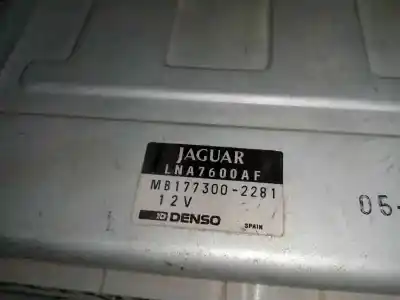 JAGUAR
LNA7600AF
MB177300-2281
12V
DENSO
SPAIN
05-